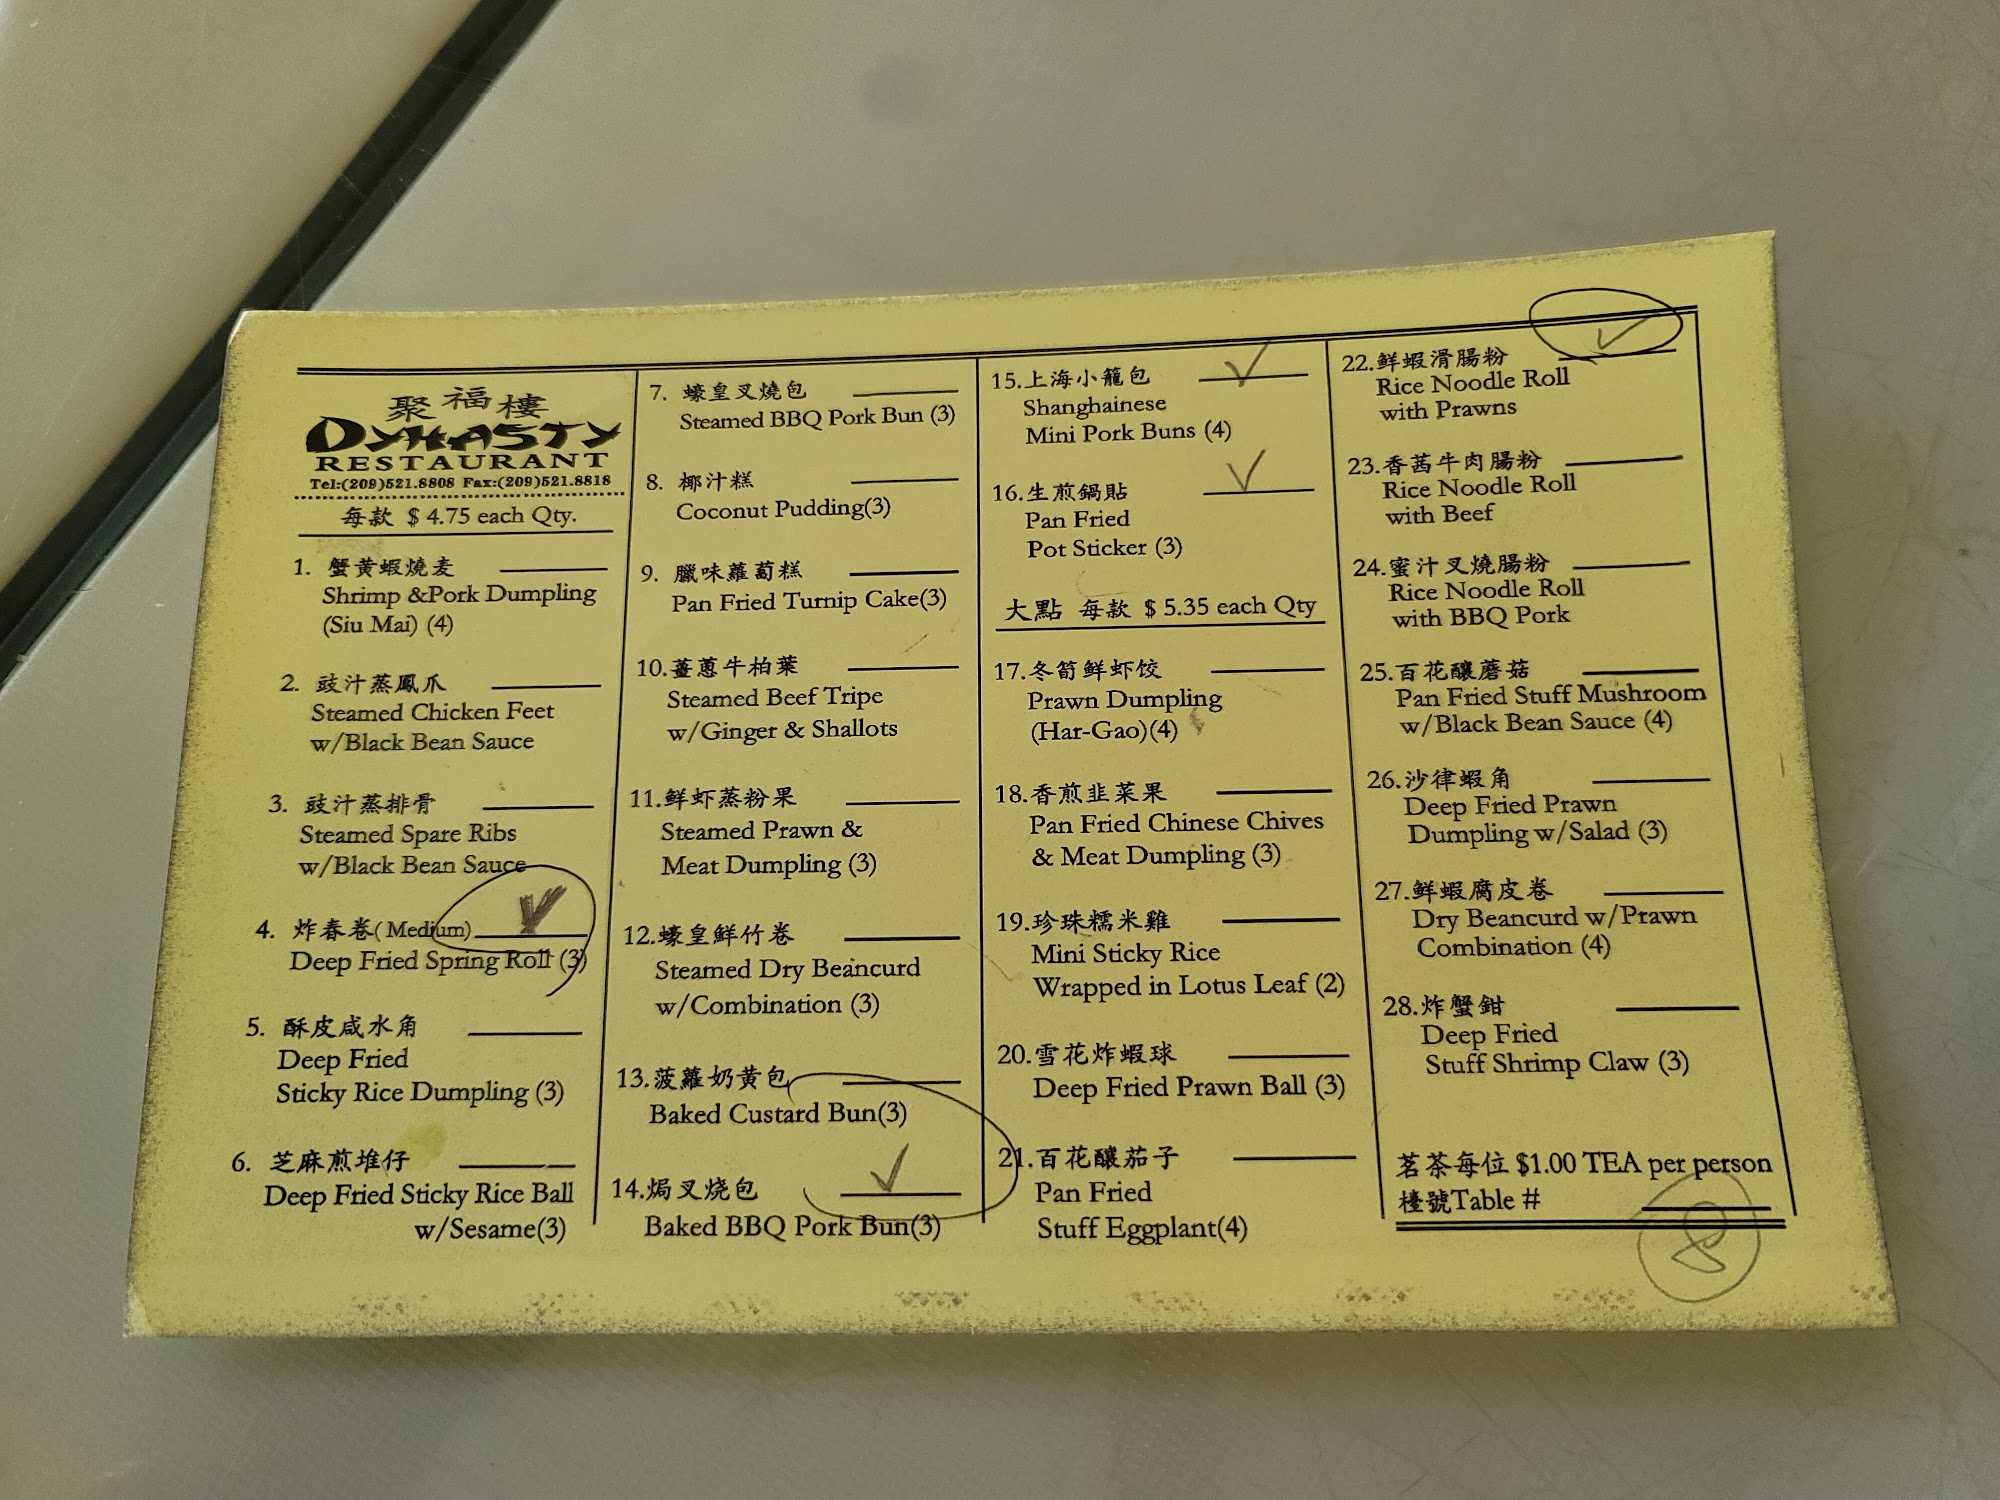 聚福樓
DYNASTY
RESTAURANT
Tel:(209)521.8808 Fax:(209)521.8818
每款 $ 4.75 each Qty.
1. 蟹黄蝦燒麦
Shrimp &Pork Dumpling
(Siu Mai) (4)
2. 豉汁蒸鳳爪
Steamed Chicken Feet
w/Black Bean Sauce
3. 豉汁蒸排骨
Steamed Spare Ribs
w/Black Bean Sauce
4. 炸春卷( Medium)
Deep Fried Spring Roll (3)
5. 酥皮咸水角
Deep Fried
Sticky Rice Dumpling (3)
6. 芝麻煎堆仔
Deep Fried Sticky Rice Ball
w/Sesame(3)
7. 蠔皇叉燒包
Steamed BBQ Pork Bun (3)
8. 椰汁糕
Coconut Pudding(3)
9. 臘味蘿蔔糕
Pan Fried Turnip Cake(3)
10.薑蔥牛柏葉
Steamed Beef Tripe
w/Ginger & Shallots
11.鲜虾蒸粉果
Steamed Prawn &
Meat Dumpling (3)
12.蠔皇鮮竹卷
Steamed Dry Beancurd
w/Combination (3)
13.菠蘿奶黄包
Baked Custard Bun(3)
14.焗叉烧包
Baked BBQ Pork Bun(3)
15.上海小籠包
Shanghainese
Mini Pork Buns (4)
16.生煎鍋貼
Pan Fried
Pot Sticker (3)
大點 每款 $ 5.35 each Qty
17.冬筍鲜虾饺
Prawn Dumpling
(Har-Gao)(4)
18.香煎韭菜果
Pan Fried Chinese Chives
& Meat Dumpling (3)
19.珍珠糯米雞
Mini Sticky Rice
Wrapped in Lotus Leaf (2)
20.雪花炸蝦球
Deep Fried Prawn Ball (3)
21.百花釀茄子
Pan Fried
Stuff Eggplant(4)
22.鲜蝦滑腸粉
Rice Noodle Roll
with Prawns
23.香茜牛肉腸粉
Rice Noodle Roll
with Beef
24.蜜汁叉燒腸粉
Rice Noodle Roll
with BBQ Pork
25.百花釀蘑菇
Pan Fried Stuff Mushroom
w/Black Bean Sauce (4)
26.沙律蝦角
Deep Fried Prawn
Dumpling w/Salad (3)
27.鲜蝦腐皮卷
Dry Beancurd w/Prawn
Combination (4)
28.炸蟹鉗
Deep Fried
Stuff Shrimp Claw (3)
茗茶每位 $1.00 TEA per person
檯號Table #
8